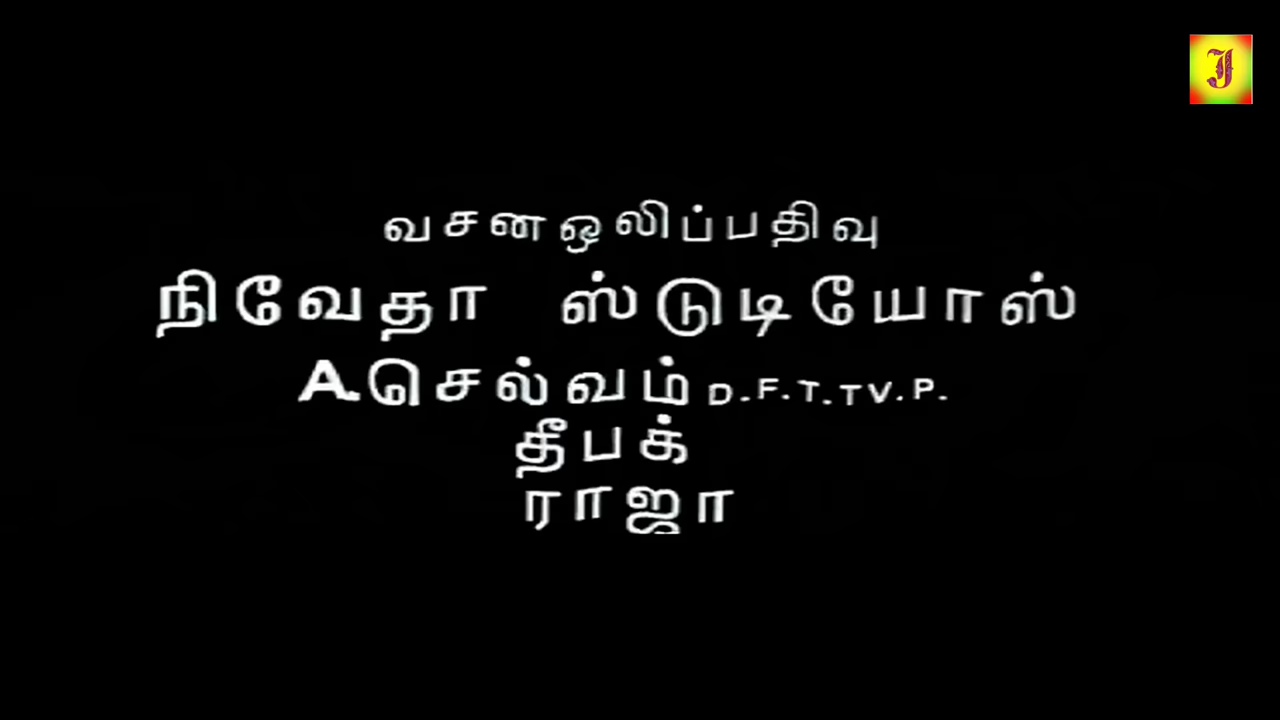 வசனஒலிப்பதிவு
நிவேதா ஸ்டுடியோஸ்
A.செல்வம் D.F.T.TV.P.
தீபக்
ராஜா
J